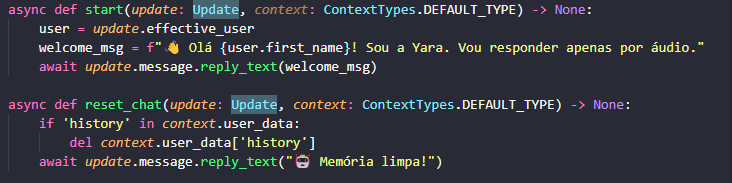 async def start(update: Update, context: ContextTypes.DEFAULT_TYPE) -> None:
    user = update.effective_user
    welcome_msg = f"👋 Olá {user.first_name}! Sou a Yara. Vou responder apenas por áudio."
    await update.message.reply_text(welcome_msg)

async def reset_chat(update: Update, context: ContextTypes.DEFAULT_TYPE) -> None:
    if 'history' in context.user_data:
        del context.user_data['history']
    await update.message.reply_text("🤖 Memória limpa!")